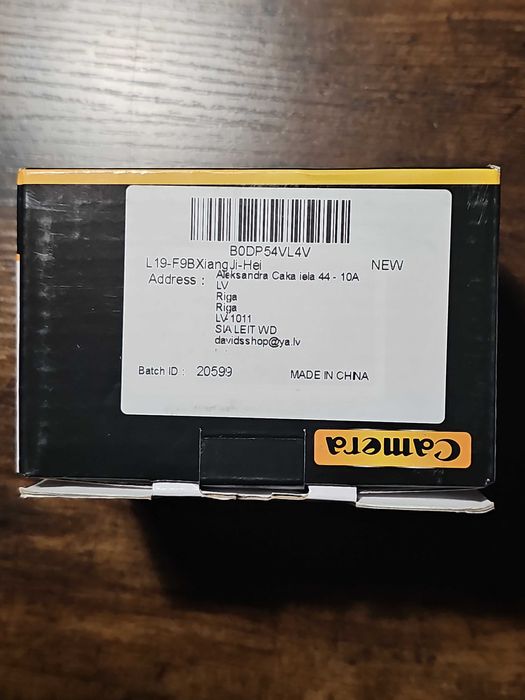 B0DP54VL4V
L19-F9BXiangJi-Hei NEW
Address : Aleksandra Caka iela 44 - 10A
LV
Riga
Riga
LV-1011
SIA LEIT WD
davidsshop@ya.lv
Batch ID : 20599 MADE IN CHINA
Camera